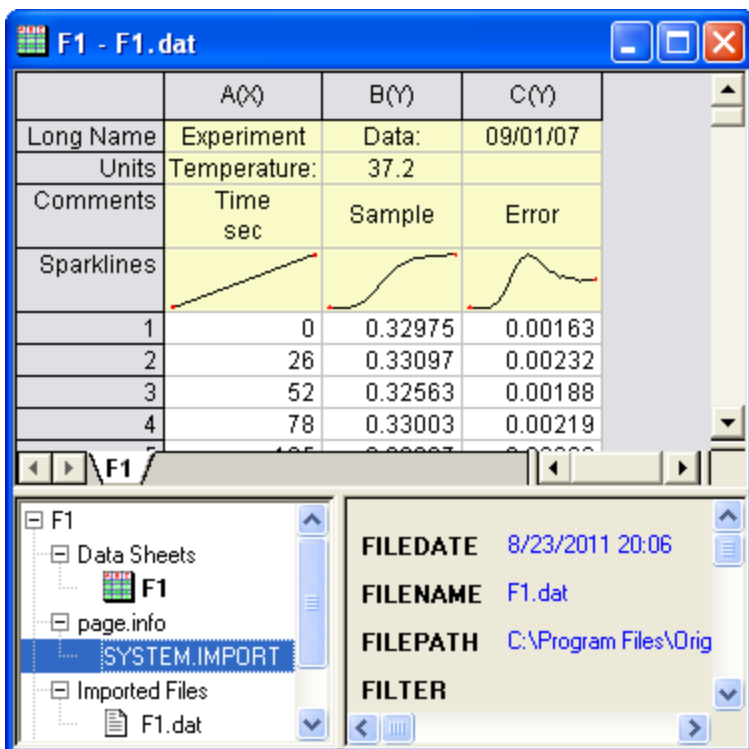 F1 - F1.dat
A(X) B(Y) C(Y)
Long Name Experiment Data: 09/01/07
Units Temperature: 37.2
Comments Time sec Sample Error
Sparklines
1 0 0.32975 0.00163
2 26 0.33097 0.00232
3 52 0.32563 0.00188
4 78 0.33003 0.00219
F1
F1
Data Sheets
F1
page.info
SYSTEM.IMPORT
Imported Files
F1.dat
FILEDATE 8/23/2011 20:06
FILENAME F1.dat
FILEPATH C:\Program Files\Orig
FILTER